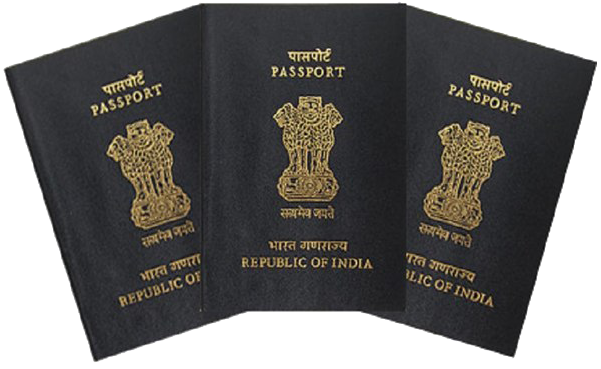 पासपोर्ट
PASSPORT
सत्यमेव जयते
भारत
REPUBLIC OF
पासपोर्ट
PASSPORT
सत्यमेव जयते
भारत गणराज्य
REPUBLIC OF INDIA
पासपोर्ट
PASSPORT
सत्यमेव जयते
गणराज्य
OF INDIA